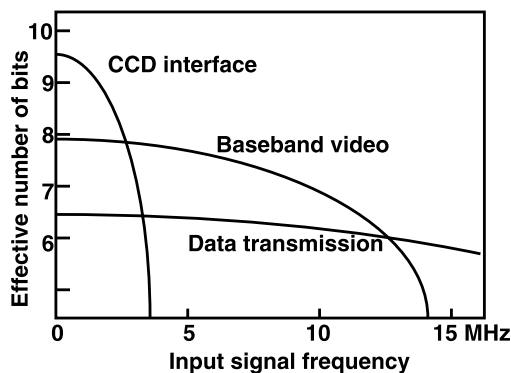 Effective number of bits
10
9
8
7
6
CCD interface
Baseband video
Data transmission
0 5 10 15 MHz
Input signal frequency